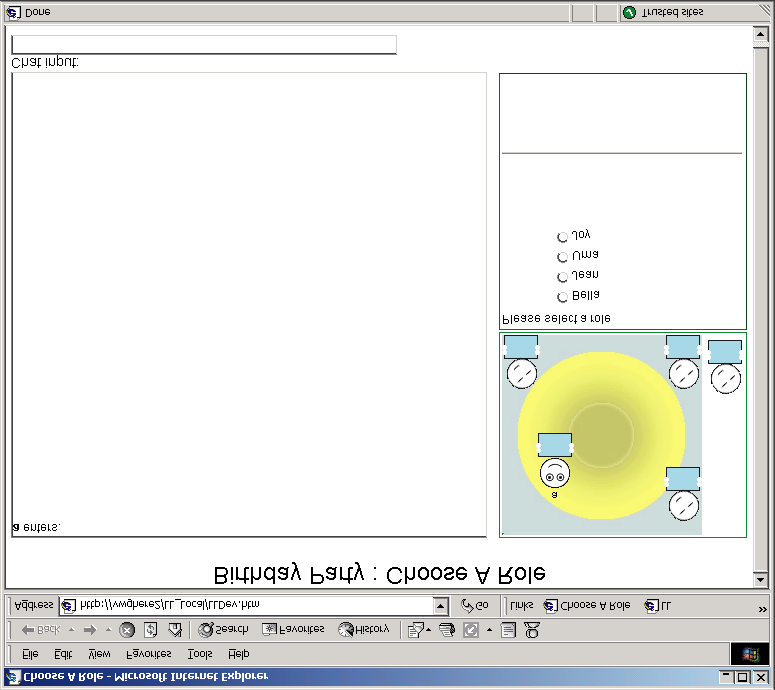 Choose A Role - Microsoft Internet Explorer
File Edit View Favorites Tools Help
Back Search Favorites History
Address http://vwghere2/LL_Local/LLDev.htm Go Links Choose A Role LL »
Birthday Party : Choose A Role
a enters.
a
Please select a role
Bella
Jean
Uma
Joy
Chat input:
Done Trusted sites